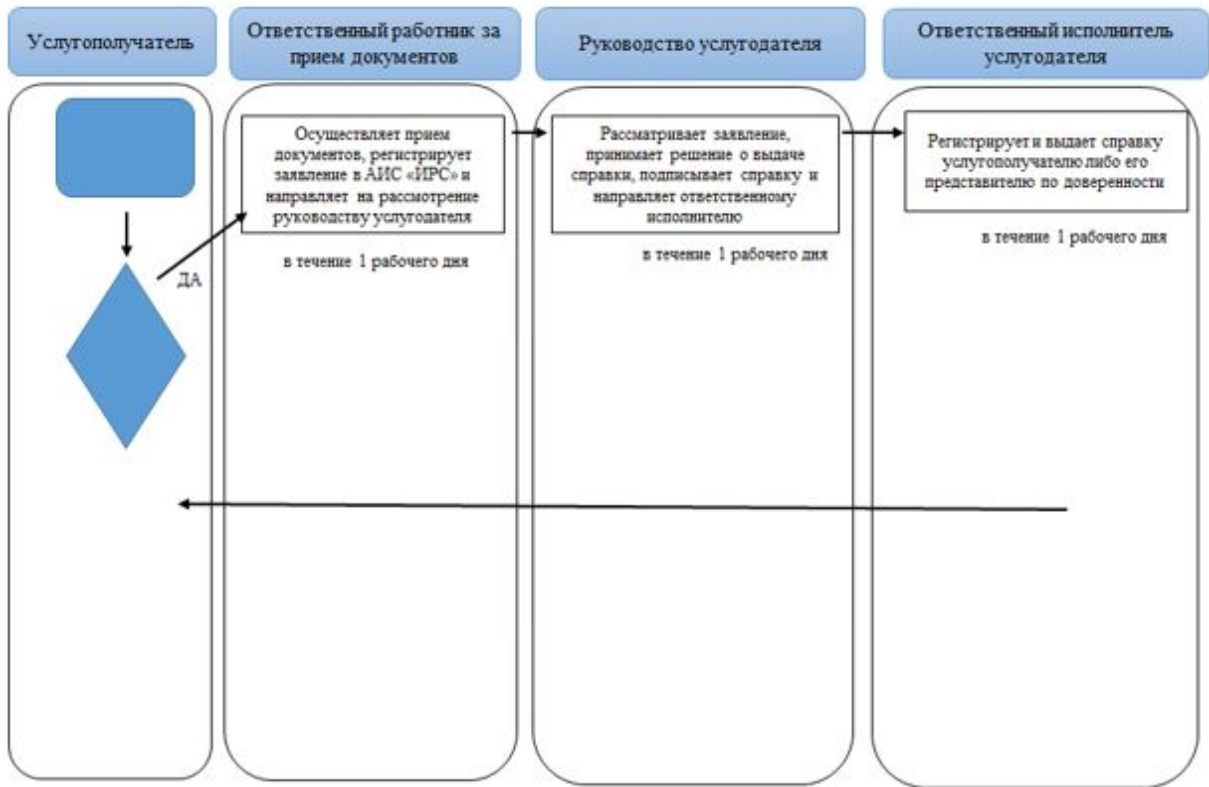 Услугополучатель
Ответственный работник за
прием документов
Руководство услугодателя
Ответственный исполнитель
услугодателя
Осуществляет прием
документов, регистрирует
заявление в АИС «ИРС» и
направляет на рассмотрение
руководству услугодателя
в течение 1 рабочего дня
Рассматривает заявление,
принимает решение о выдаче
справки, подписывает справку и
направляет ответственному
исполнителю
в течение 1 рабочего дня
Регистрирует и выдает справку
услугополучателю либо его
представителю по доверенности
в течение 1 рабочего дня
ДА